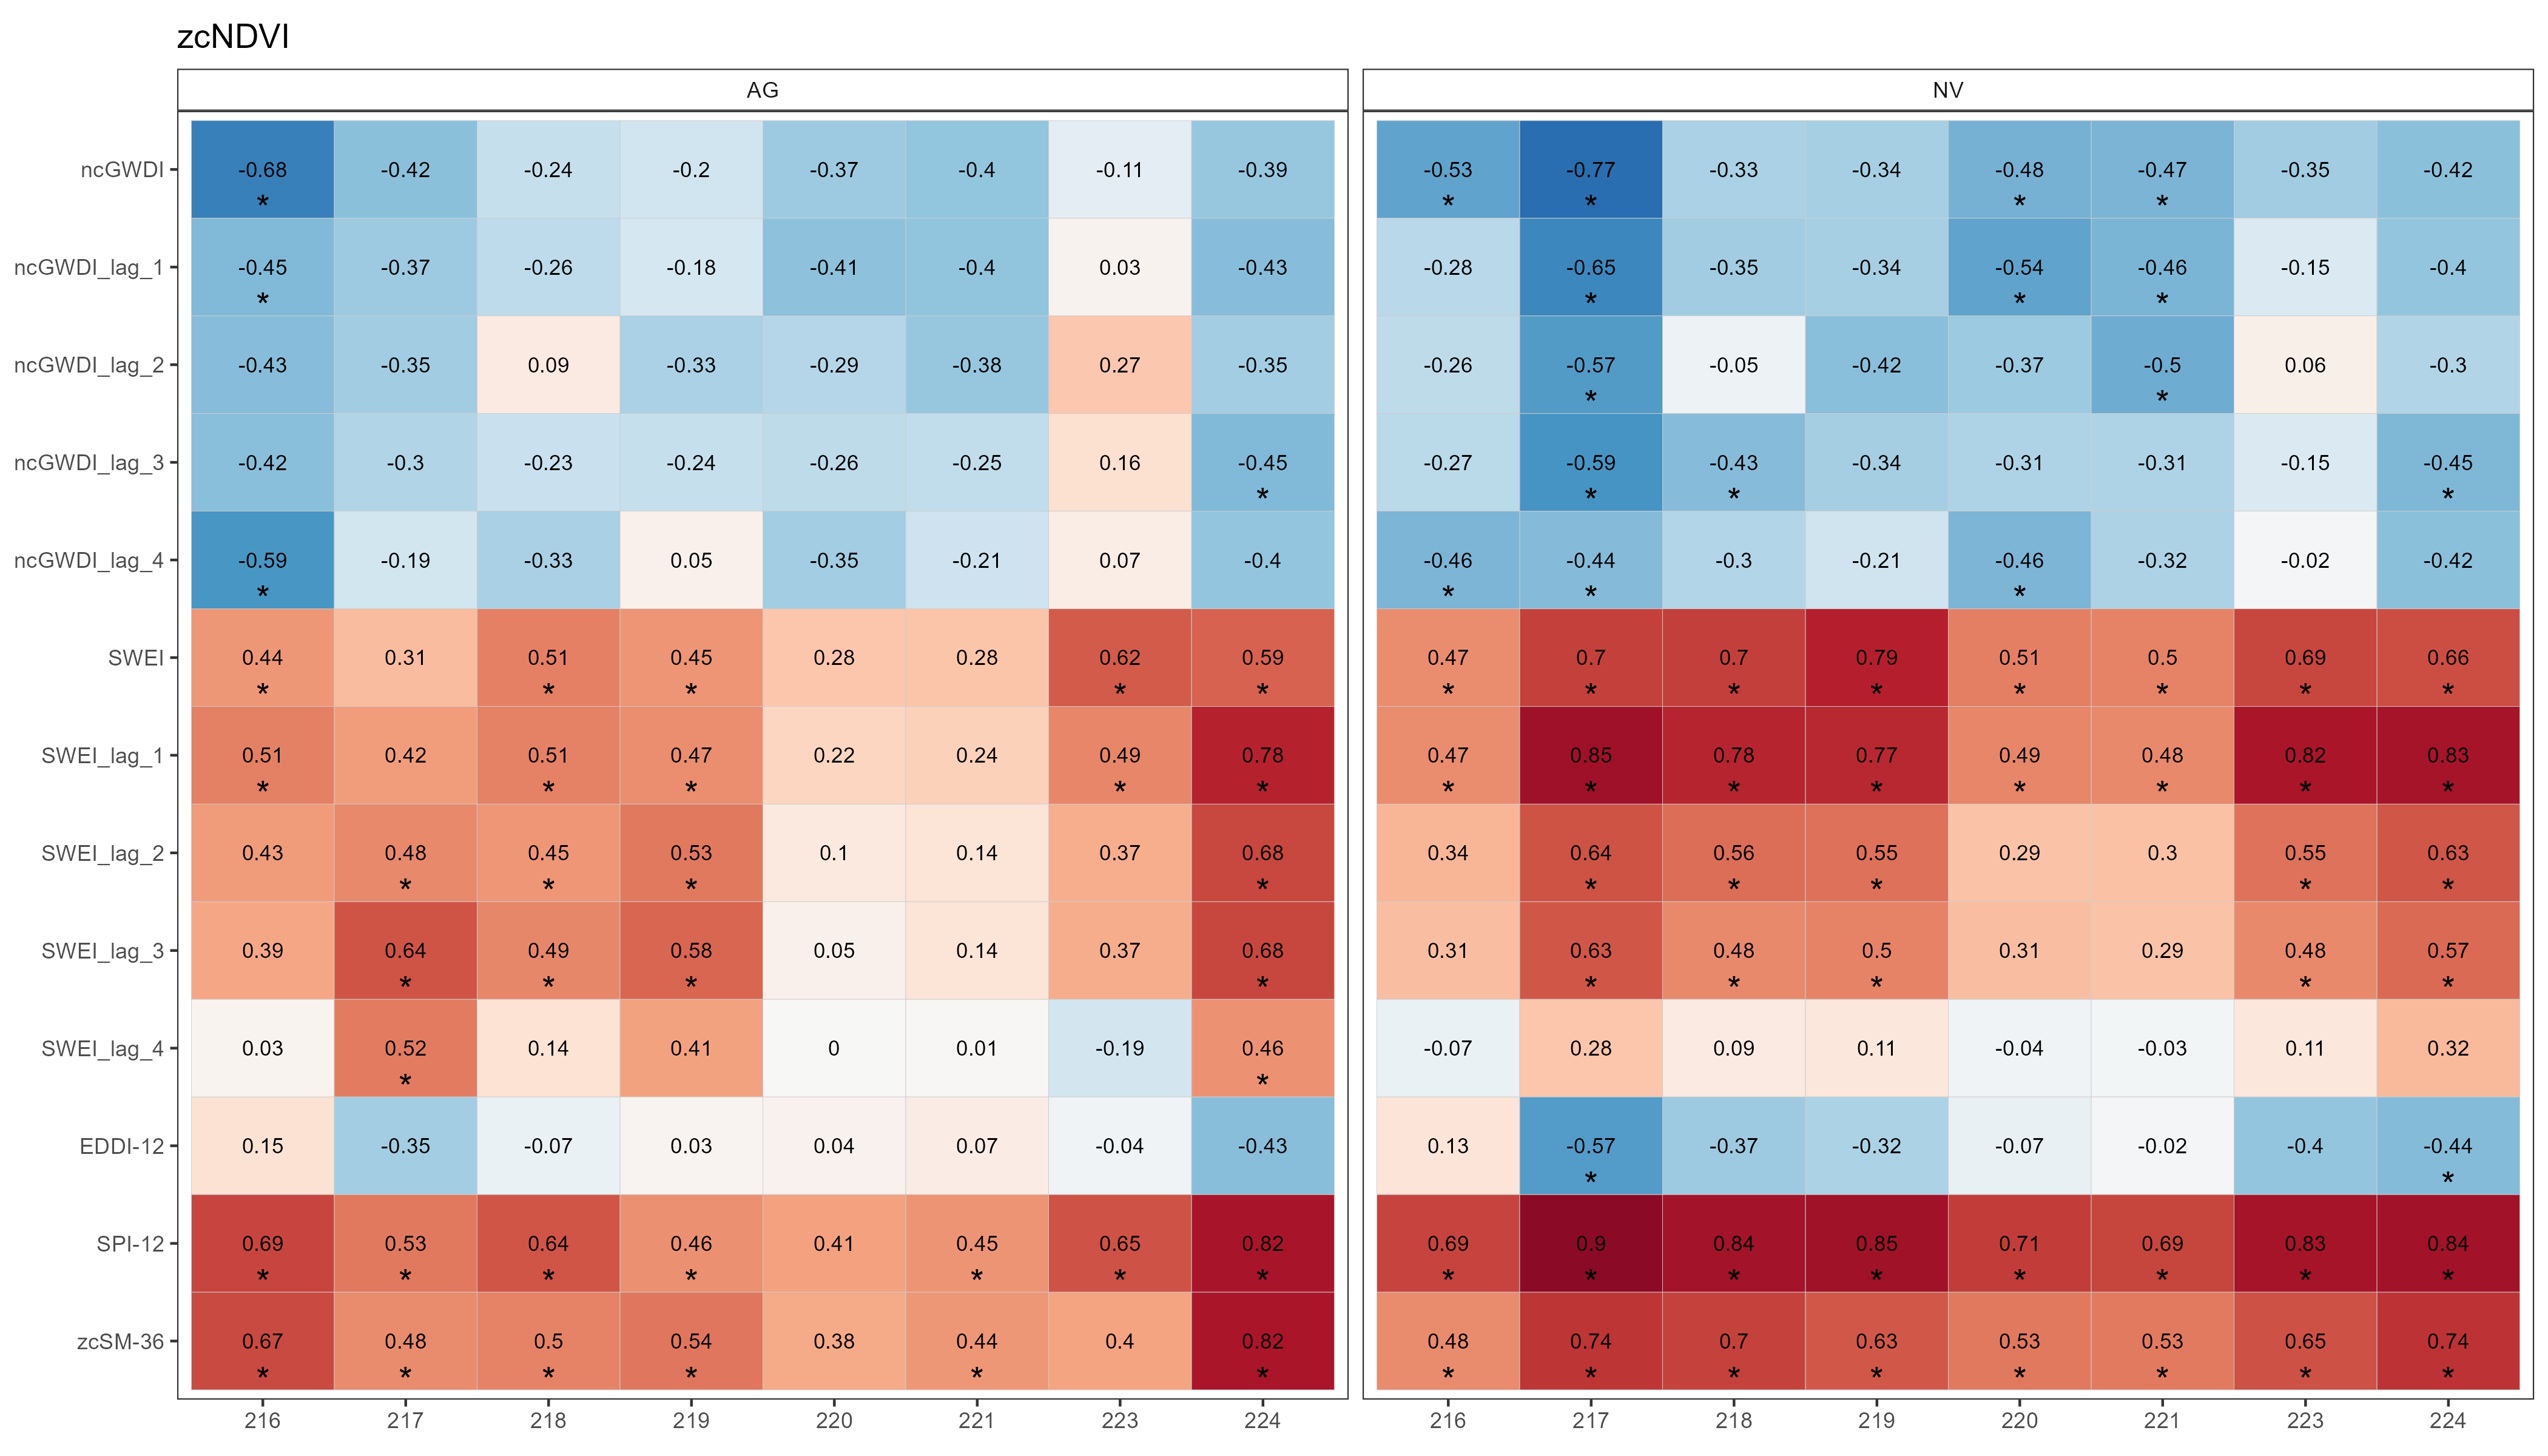 zcNDVI
AG NV
ncGWDI -0.68 -0.42 -0.24 -0.2 -0.37 -0.4 -0.11 -0.39 -0.53 -0.77 -0.33 -0.34 -0.48 -0.47 -0.35 -0.42
* * * * *
ncGWDI_lag_1 -0.45 -0.37 -0.26 -0.18 -0.41 -0.4 0.03 -0.43 -0.28 -0.65 -0.35 -0.34 -0.54 -0.46 -0.15 -0.4
* * * *
ncGWDI_lag_2 -0.43 -0.35 0.09 -0.33 -0.29 -0.38 0.27 -0.35 -0.26 -0.57 -0.05 -0.42 -0.37 -0.5 0.06 -0.3
* *
ncGWDI_lag_3 -0.42 -0.3 -0.23 -0.24 -0.26 -0.25 0.16 -0.45 -0.27 -0.59 -0.43 -0.34 -0.31 -0.31 -0.15 -0.45
* * * *
ncGWDI_lag_4 -0.59 -0.19 -0.33 0.05 -0.35 -0.21 0.07 -0.4 -0.46 -0.44 -0.3 -0.21 -0.46 -0.32 -0.02 -0.42
* * * *
SWEI 0.44 0.31 0.51 0.45 0.28 0.28 0.62 0.59 0.47 0.7 0.7 0.79 0.51 0.5 0.69 0.66
* * * * * * * * * * * * *
SWEI_lag_1 0.51 0.42 0.51 0.47 0.22 0.24 0.49 0.78 0.47 0.85 0.78 0.77 0.49 0.48 0.82 0.83
* * * * * * * * * * * * *
SWEI_lag_2 0.43 0.48 0.45 0.53 0.1 0.14 0.37 0.68 0.34 0.64 0.56 0.55 0.29 0.3 0.55 0.63
* * * * * * * * *
SWEI_lag_3 0.39 0.64 0.49 0.58 0.05 0.14 0.37 0.68 0.31 0.63 0.48 0.5 0.31 0.29 0.48 0.57
* * * * * * * * *
SWEI_lag_4 0.03 0.52 0.14 0.41 0 0.01 -0.19 0.46 -0.07 0.28 0.09 0.11 -0.04 -0.03 0.11 0.32
* *
EDDI-12 0.15 -0.35 -0.07 0.03 0.04 0.07 -0.04 -0.43 0.13 -0.57 -0.37 -0.32 -0.07 -0.02 -0.4 -0.44
* *
SPI-12 0.69 0.53 0.64 0.46 0.41 0.45 0.65 0.82 0.69 0.9 0.84 0.85 0.71 0.69 0.83 0.84
* * * * * * * * * * * * * * *
zcSM-36 0.67 0.48 0.5 0.54 0.38 0.44 0.4 0.82 0.48 0.74 0.7 0.63 0.53 0.53 0.65 0.74
* * * * * * * * * * * * * *
216 217 218 219 220 221 223 224 216 217 218 219 220 221 223 224